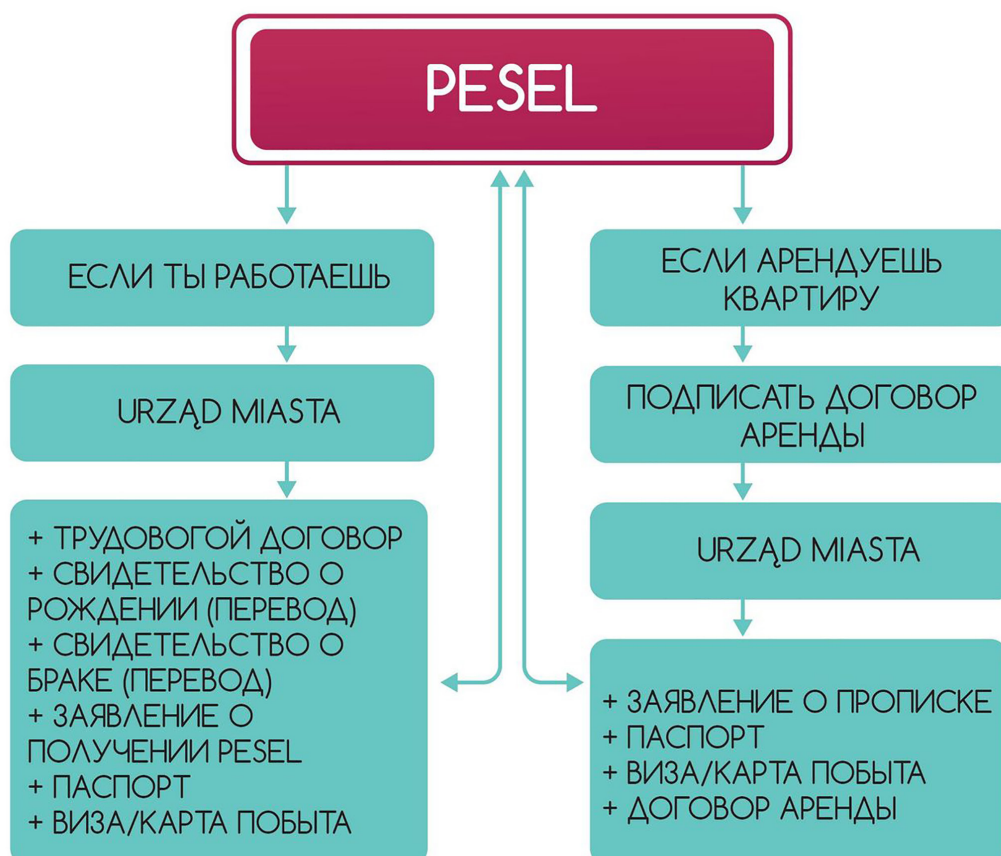 PESEL
ЕСЛИ ТЫ РАБОТАЕШЬ
URZĄD MIASTA
+ ТРУДОВОГОЙ ДОГОВОР
+ СВИДЕТЕЛЬСТВО О
РОЖДЕНИИ (ПЕРЕВОД)
+ СВИДЕТЕЛЬСТВО О
БРАКЕ (ПЕРЕВОД)
+ ЗАЯВЛЕНИЕ О
ПОЛУЧЕНИИ PESEL
+ ПАСПОРТ
+ ВИЗА/КАРТА ПОБЫТА
ЕСЛИ АРЕНДУЕШЬ
КВАРТИРУ
ПОДПИСАТЬ ДОГОВОР
АРЕНДЫ
URZĄD MIASTA
+ ЗАЯВЛЕНИЕ О ПРОПИСКЕ
+ ПАСПОРТ
+ ВИЗА/КАРТА ПОБЫТА
+ ДОГОВОР АРЕНДЫ